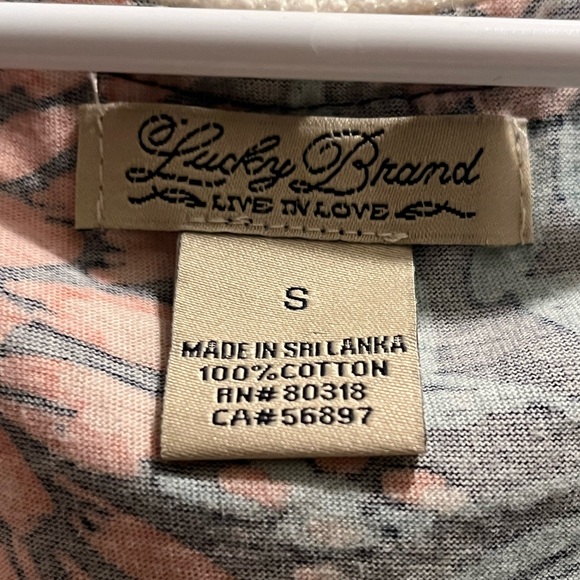 Lucky Brand
LIVE IN LOVE
S
MADE IN SRI LANKA
100% COTTON
RN# 80318
CA# 56897